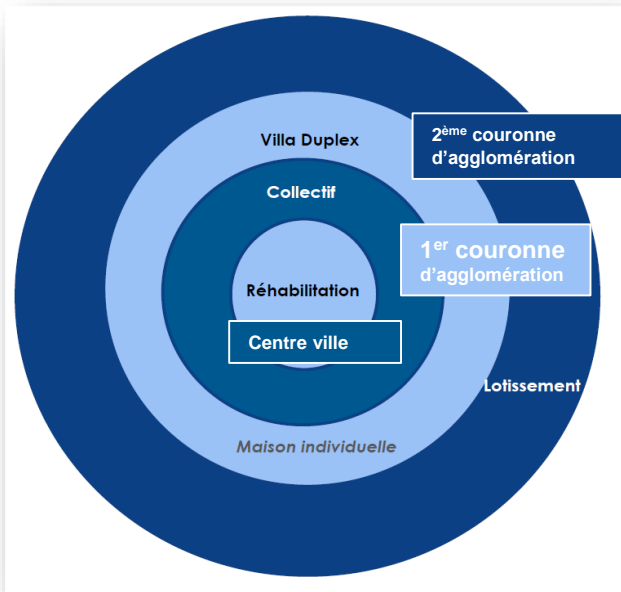 Villa Duplex
2ème couronne
d'agglomération
Collectif
1er couronne
d'agglomération
Réhabilitation
Centre ville
Lotissement
Maison individuelle